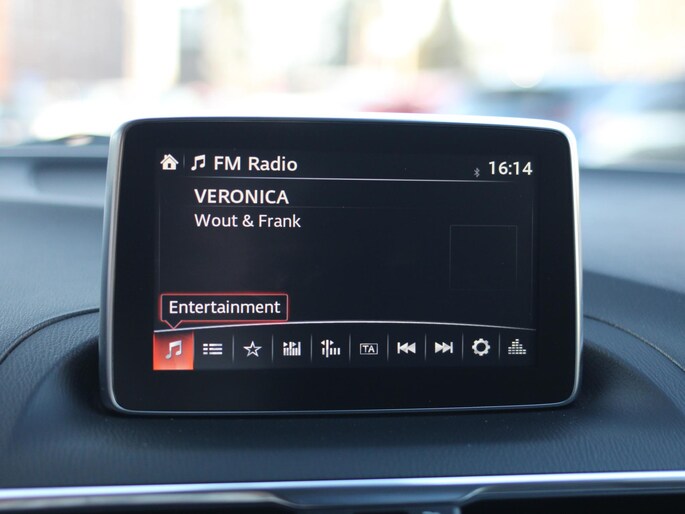 FM Radio
16:14
VERONICA
Wout & Frank
Entertainment
TA